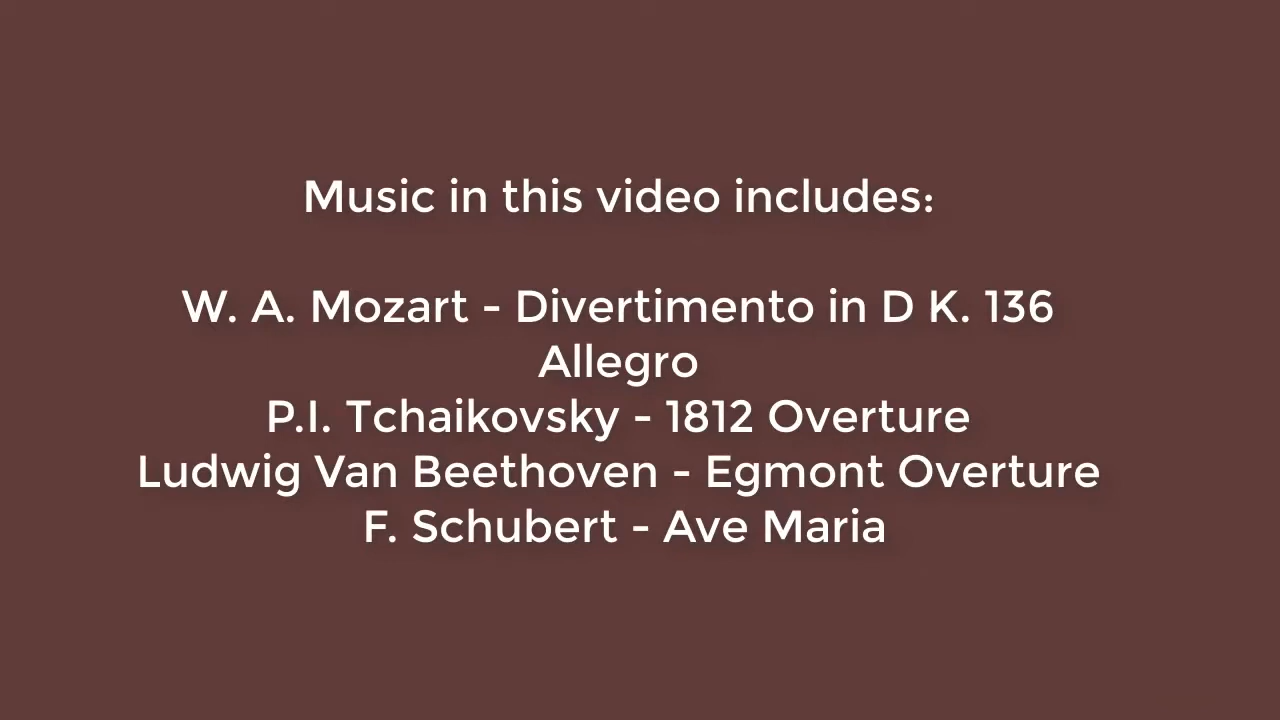 Music in this video includes:
W. A. Mozart - Divertimento in D K. 136
Allegro
P.I. Tchaikovsky - 1812 Overture
Ludwig Van Beethoven - Egmont Overture
F. Schubert - Ave Maria